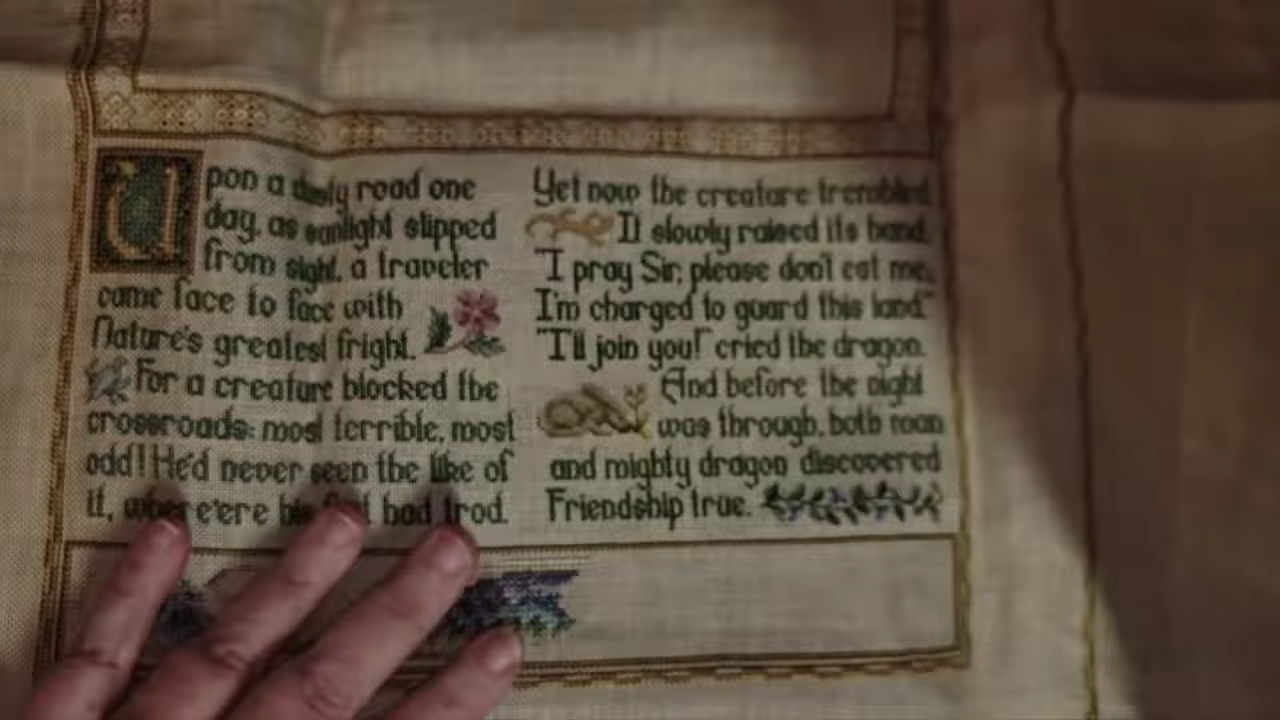 Upon a dusty road one
day, as sunlight slipped
from sight, a traveler
came face to face with
Nature's greatest fright.
For a creature blocked the
crossroads: most terrible, most
odd! He'd never seen the like of
it, where'ere his feet had trod.
Yet now the creature trembled
It slowly raised its hand.
"I pray Sir, please don't eat me,
I'm charged to guard this land."
"I'll join you!" cried the dragon.
And before the night
was through, both man
and mighty dragon discovered
Friendship true.